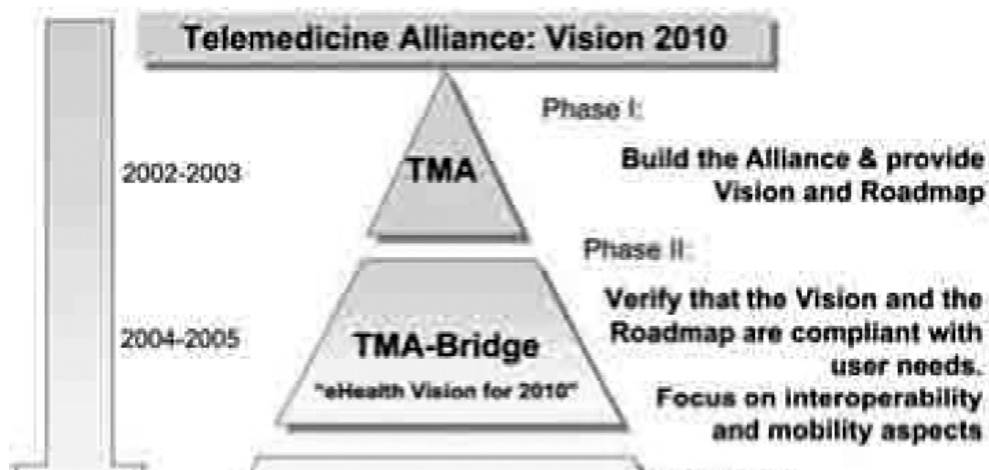 Telemedicine Alliance: Vision 2010
Phase I:
2002-2003
TMA
Build the Alliance & provide
Vision and Roadmap
Phase II:
2004-2005
TMA-Bridge
"eHealth Vision for 2010"
Verify that the Vision and the
Roadmap are compliant with
user needs.
Focus on interoperability
and mobility aspects